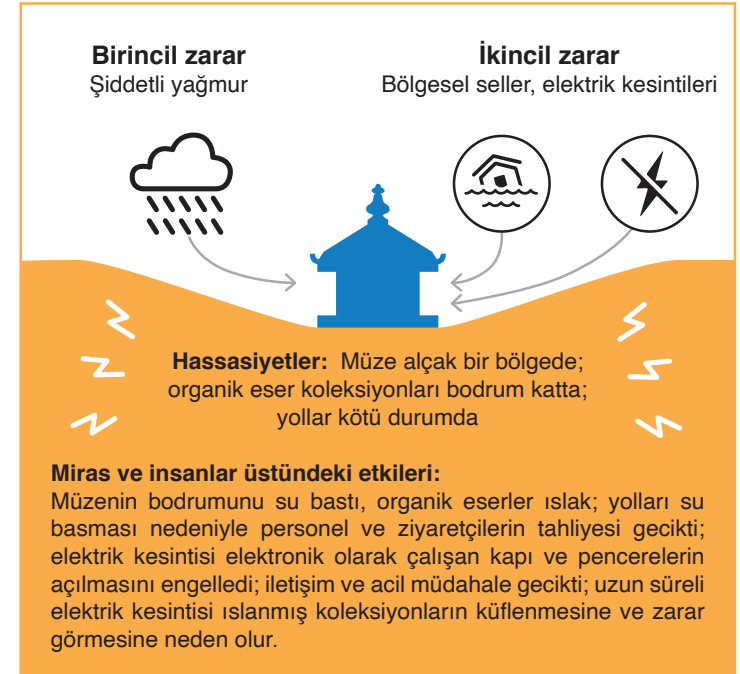 Birincil zarar
Şiddetli yağmur
İkincil zarar
Bölgesel seller, elektrik kesintileri
Hassasiyetler: Müze alçak bir bölgede;
organik eser koleksiyonları bodrum katta;
yollar kötü durumda
Miras ve insanlar üstündeki etkileri:
Müzenin bodrumunu su bastı, organik eserler ıslak; yolları su
basması nedeniyle personel ve ziyaretçilerin tahliyesi gecikti;
elektrik kesintisi elektronik olarak çalışan kapı ve pencerelerin
açılmasını engelledi; iletişim ve acil müdahale gecikti; uzun süreli
elektrik kesintisi ıslanmış koleksiyonların küflenmesine ve zarar
görmesine neden olur.